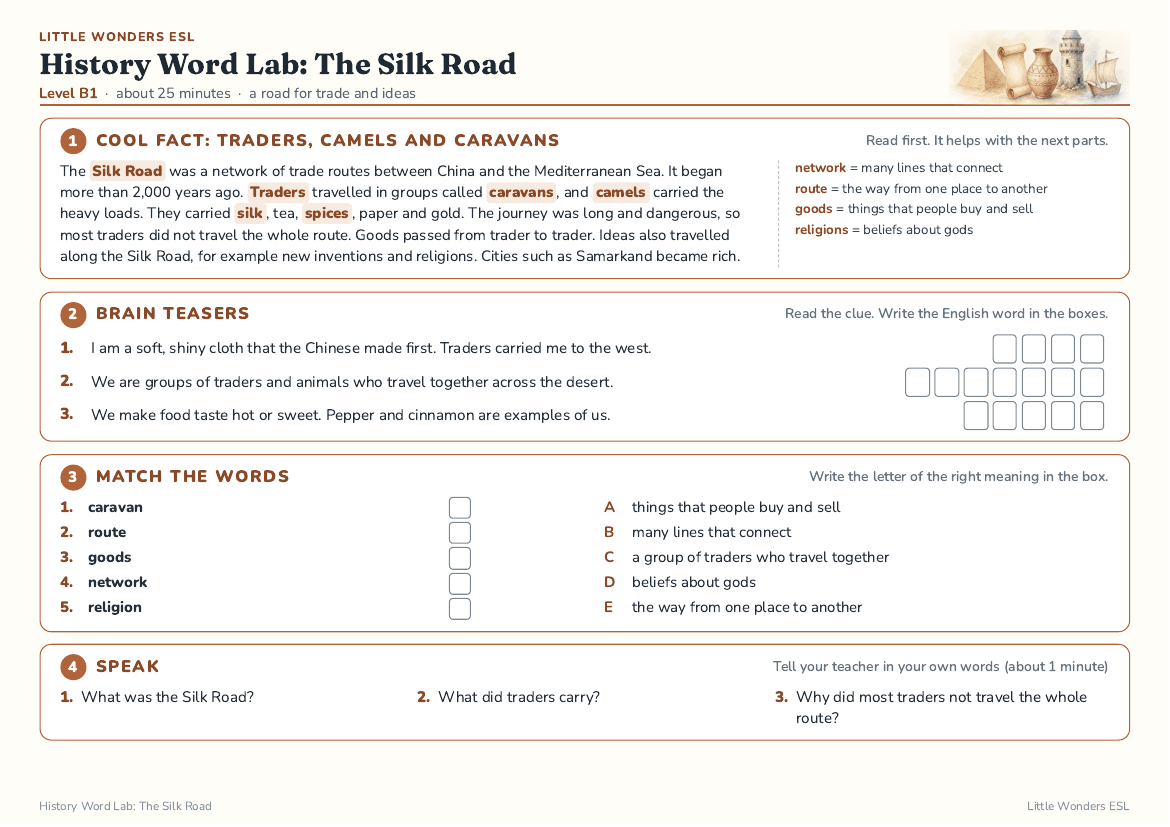 LITTLE WONDERS ESL
History Word Lab: The Silk Road
Level B1 · about 25 minutes · a road for trade and ideas
1 COOL FACT: TRADERS, CAMELS AND CARAVANS
Read first. It helps with the next parts.
The Silk Road was a network of trade routes between China and the Mediterranean Sea. It began
more than 2,000 years ago. Traders travelled in groups called caravans, and camels carried the
heavy loads. They carried silk, tea, spices, paper and gold. The journey was long and dangerous, so
most traders did not travel the whole route. Goods passed from trader to trader. Ideas also travelled
along the Silk Road, for example new inventions and religions. Cities such as Samarkand became rich.
network = many lines that connect
route = the way from one place to another
goods = things that people buy and sell
religions = beliefs about gods
2 BRAIN TEASERS
Read the clue. Write the English word in the boxes.
1. I am a soft, shiny cloth that the Chinese made first. Traders carried me to the west.
2. We are groups of traders and animals who travel together across the desert.
3. We make food taste hot or sweet. Pepper and cinnamon are examples of us.
3 MATCH THE WORDS
Write the letter of the right meaning in the box.
1. caravan
2. route
3. goods
4. network
5. religion
A things that people buy and sell
B many lines that connect
C a group of traders who travel together
D beliefs about gods
E the way from one place to another
4 SPEAK
Tell your teacher in your own words (about 1 minute)
1. What was the Silk Road?
2. What did traders carry?
3. Why did most traders not travel the whole
route?
History Word Lab: The Silk Road
Little Wonders ESL